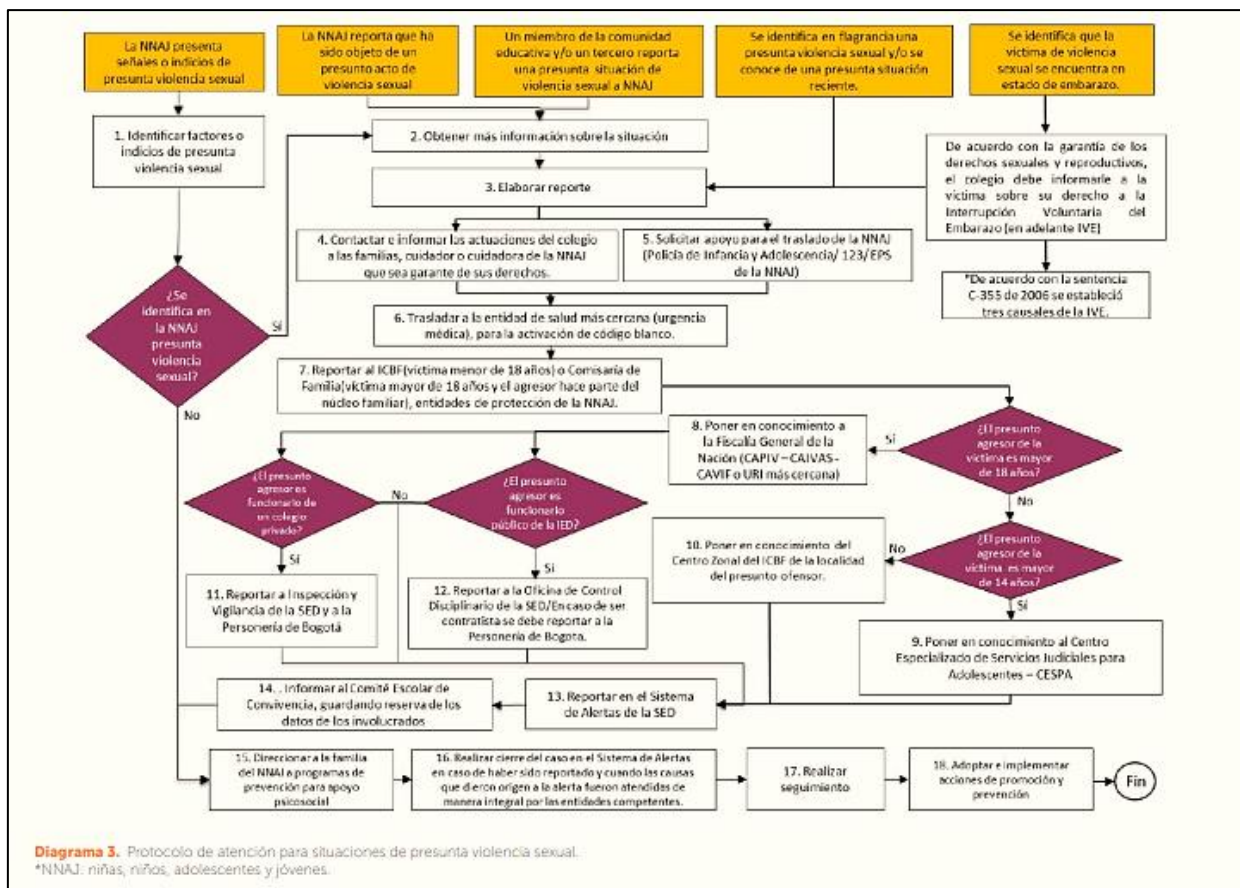 La NNAJ presenta
señales o indicios de
presunta violencia sexual
La NNAJ reporta que ha
sido objeto de un
presunto acto de
violencia sexual
Un miembro de la comunidad
educativa y/o un tercero reporta
una presunta situación de
violencia sexual a NNAJ
Se identifica en flagrancia una
presunta violencia sexual y/o se
conoce de una presunta situación
reciente.
Se identifica que la
víctima de violencia
sexual se encuentra en
estado de embarazo.
1. Identificar factores o
indicios de presunta
violencia sexual
2. Obtener más información sobre la situación
De acuerdo con la garantía de los
derechos sexuales y reproductivos,
el colegio debe informarle a la
víctima sobre su derecho a la
Interrupción Voluntaria del
Embarazo (en adelante IVE)
3. Elaborar reporte
4. Contactar e informar las actuaciones del colegio
a las familias, cuidador o cuidadora de la NNAJ
que sea garante de sus derechos.
5. Solicitar apoyo para el traslado de la NNAJ
(Policía de Infancia y Adolescencia/ 123/ EPS
de la NNAJ)
*De acuerdo con la sentencia
C-355 de 2006 se estableció
tres causales de la IVE.
¿Se
identifica en
la NNAJ
presunta
violencia
sexual?
Sí
No
6. Trasladar a la entidad de salud más cercana (urgencia
médica), para la activación de código blanco.
7. Reportar al ICBF(víctima menor de 18 años) o Comisaría de
Familia(víctima mayor de 18 años y el agresor hace parte del
núcleo familiar), entidades de protección de la NNAJ.
8. Poner en conocimiento a
la Fiscalía General de la
Nación (CAPIV – CAIVAS-
CAVIF o URI más cercana)
Sí
¿El presunto
agresor de la
víctima es mayor
de 18 años?
No
¿El presunto
agresor es
funcionario de
un colegio
privado?
No
¿El presunto
agresor es
funcionario
público de la IED?
10. Poner en conocimiento del
Centro Zonal del ICBF de la localidad
del presunto ofensor.
No
¿El presunto
agresor de la
víctima es mayor
de 14 años?
Sí
Sí
Sí
11. Reportar a Inspección y
Vigilancia de la SED y a la
Personería de Bogotá
12. Reportar a la Oficina de Control
Disciplinario de la SED/En caso de ser
contratista se debe reportar a la
Personería de Bogota.
9. Poner en conocimiento al Centro
Especializado de Servicios Judiciales para
Adolescentes – CESPA
14. . Informar al Comité Escolar de
Convivencia, guardando reserva de los
datos de los involucrados
13. Reportar en el Sistema
de Alertas de la SED
15. Direccionar a la familia
del NNAJ a programas de
prevención para apoyo
psicosocial
16. Realizar cierre del caso en el Sistema de Alertas
en caso de haber sido reportado y cuando las causas
que dieron origen a la alerta fueron atendidas de
manera integral por las entidades competentes.
17. Realizar
seguimiento
18. Adoptar e implementar
acciones de promoción y
prevención
Fin
Diagrama 3. Protocolo de atención para situaciones de presunta violencia sexual.
*NNAJ: niñas, niños, adolescentes y jóvenes.